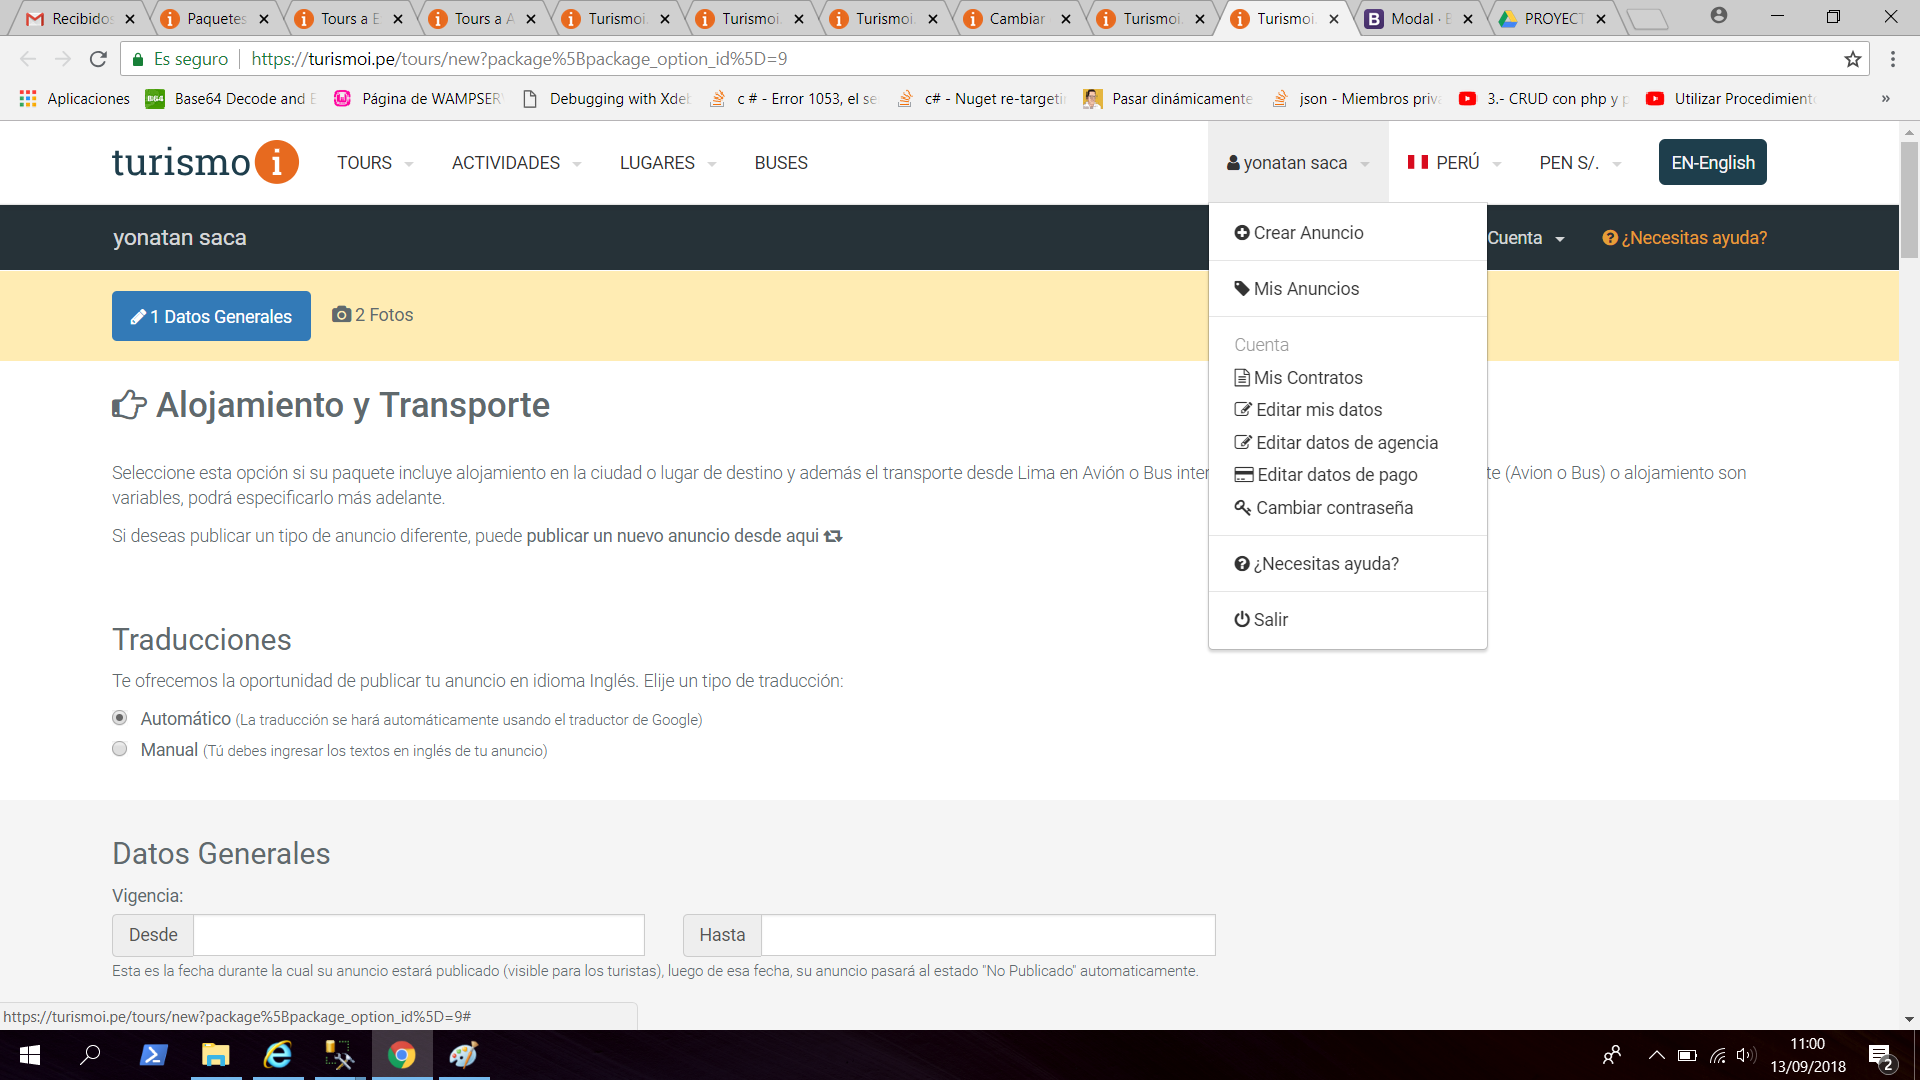 Recibidos
Paquetes
Tours a E
Tours a A
Turismoi.
Turismoi.
Turismoi.
Cambiar
Turismoi.
Turismoi.
Modal · B
PROYECT
Es seguro
https://turismoi.pe/tours/new?package%5Bpackage_option_id%5D=9
Aplicaciones
Base64 Decode and E
Página de WAMPSER
Debugging with Xdeb
c # - Error 1053, el se
c# - Nuget re-targeti
Pasar dinámicamente
json - Miembros priva
3.- CRUD con php y p
Utilizar Procedimiento
»
turismo i
TOURS
ACTIVIDADES
LUGARES
BUSES
yonatan saca
PERÚ
PEN S/.
EN-English
yonatan saca
Cuenta
¿Necesitas ayuda?
Crear Anuncio
Mis Anuncios
Cuenta
Mis Contratos
Editar mis datos
Editar datos de agencia
Editar datos de pago
Cambiar contraseña
¿Necesitas ayuda?
Salir
1 Datos Generales
2 Fotos
Alojamiento y Transporte
Seleccione esta opción si su paquete incluye alojamiento en la ciudad o lugar de destino y además el transporte desde Lima en Avión o Bus inter te (Avion o Bus) o alojamiento son
variables, podrá especificarlo más adelante.
Si deseas publicar un tipo de anuncio diferente, puede publicar un nuevo anuncio desde aqui
Traducciones
Te ofrecemos la oportunidad de publicar tu anuncio en idioma Inglés. Elije un tipo de traducción:
Automático (La traducción se hará automáticamente usando el traductor de Google)
Manual (Tú debes ingresar los textos en inglés de tu anuncio)
Datos Generales
Vigencia:
Desde
Hasta
Esta es la fecha durante la cual su anuncio estará publicado (visible para los turistas), luego de esa fecha, su anuncio pasará al estado "No Publicado" automaticamente.
https://turismoi.pe/tours/new?package%5Bpackage_option_id%5D=9#
11:00
13/09/2018
2